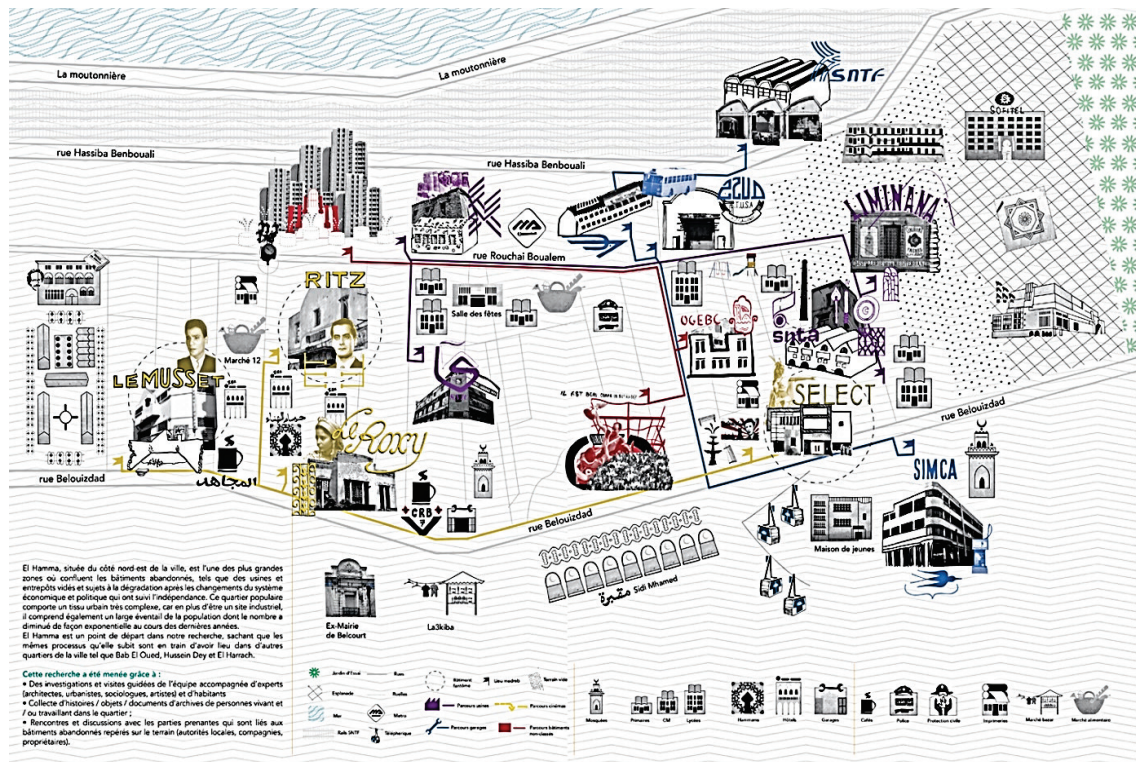 La moutonnière
La moutonnière
SNTF
SOFITEL
rue Hassiba Benbouali
rue Hassiba Benbouali
LIMINANA
rue Rouchai Boualem
RITZ
Salle des fêtes
OGEBC
snta
Marché 12
LE MUSSET
SELECT
rue Belouizdad
Le Roxy
المجاهد
SIMCA
rue Belouizdad
CRB
rue Belouizdad
Maison de jeunes
مقبرة Sidi Mhamed
El Hamma, située du côté nord-est de la ville, est l'une des plus grandes
zones où confluent les bâtiments abandonnés, tels que des usines et
entrepôts vidés et sujets à la dégradation après les changements du système
économique et politique qui ont suivi l'indépendance. Ce quartier populaire
comporte un tissu urbain très complexe, car en plus d'être un site industriel,
il comprend également un large éventail de la population dont le nombre a
diminué de façon exponentielle au cours des dernières années.
El Hamma est un point de départ dans notre recherche, sachant que les
mêmes processus qu'elle subit sont en train d'avoir lieu dans d'autres
quartiers de la ville tel que Bab El Oued, Hussein Dey et El Harrach.
Ex-Mairie
de Belcourt
La3kiba
Cette recherche a été menée grâce à :
• Des investigations et visites guidées de l'équipe accompagnée d'experts
(architectes, urbanistes, sociologues, artistes) et d'habitants
• Collecte d'histoires / objets / documents d'archives de personnes vivant et
/ ou travaillant dans le quartier ;
• Rencontres et discussions avec les parties prenantes qui sont liés aux
bâtiments abandonnés repérés sur le terrain (autorités locales, compagnies,
propriétaires).
Jardin d'Essai
Rues
Bâtiment
fantôme
Lieu
Terrain vide
Esplanade
Ruelles
Parcours usines
Parcours cinémas
Mer
Metro
Parcours garages
Parcours bâtiments
non-classés
Rails SNTF
Téléphérique
Mosquées
Primaires
CM
Lycées
Hammams
Hôtels
Garages
Cafés
Police
Protection civile
Imprimeries
Marché bazar
Marché alimentaire